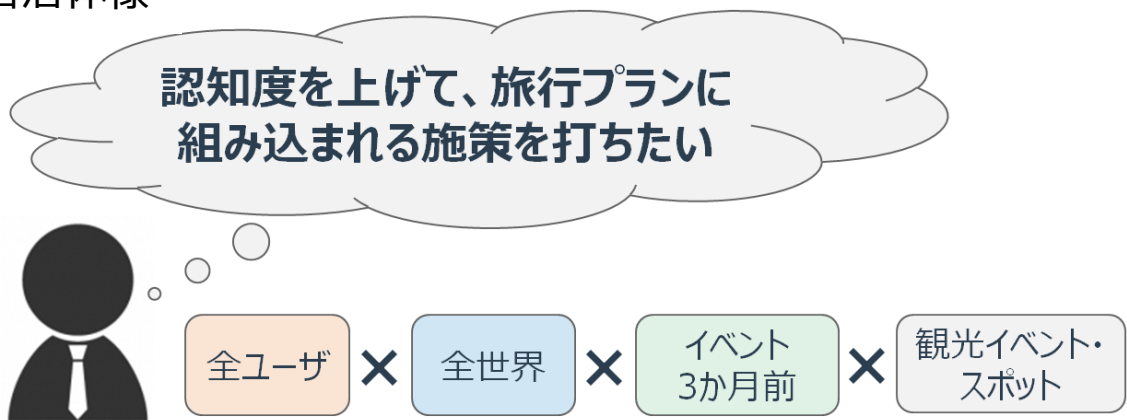 認知度を上げて、旅行プランに
組み込まれる施策を打ちたい
全ユーザ × 全世界 × イベント
3か月前 × 観光イベント・
スポット